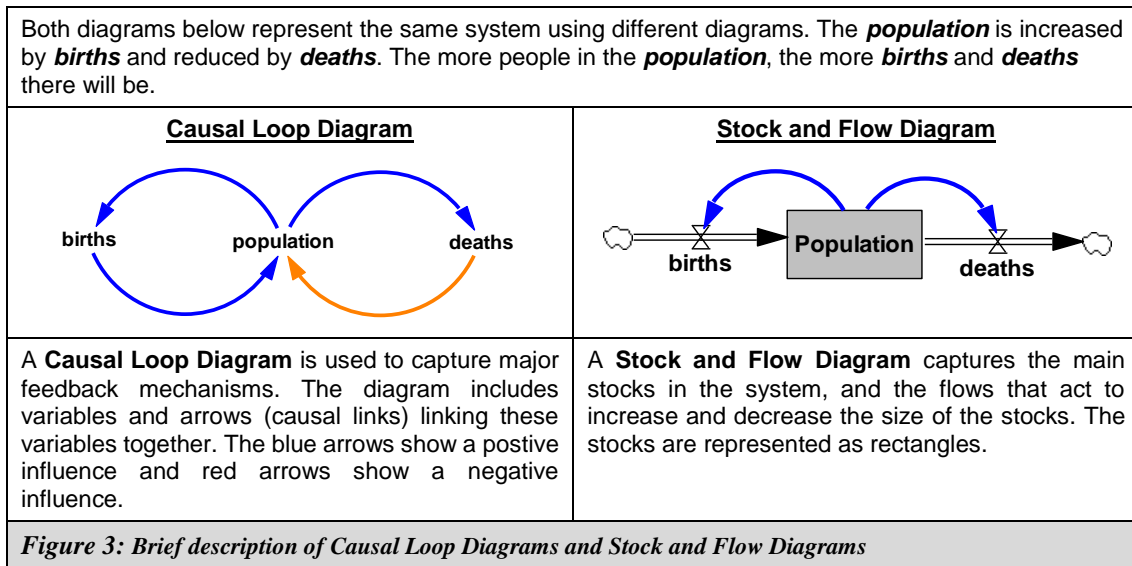 Both diagrams below represent the same system using different diagrams. The population is increased
by births and reduced by deaths. The more people in the population, the more births and deaths
there will be.
Causal Loop Diagram
births
population
deaths
A Causal Loop Diagram is used to capture major
feedback mechanisms. The diagram includes
variables and arrows (causal links) linking these
variables together. The blue arrows show a postive
influence and red arrows show a negative
influence.
Stock and Flow Diagram
births
Population
deaths
A Stock and Flow Diagram captures the main
stocks in the system, and the flows that act to
increase and decrease the size of the stocks. The
stocks are represented as rectangles.
Figure 3: Brief description of Causal Loop Diagrams and Stock and Flow Diagrams